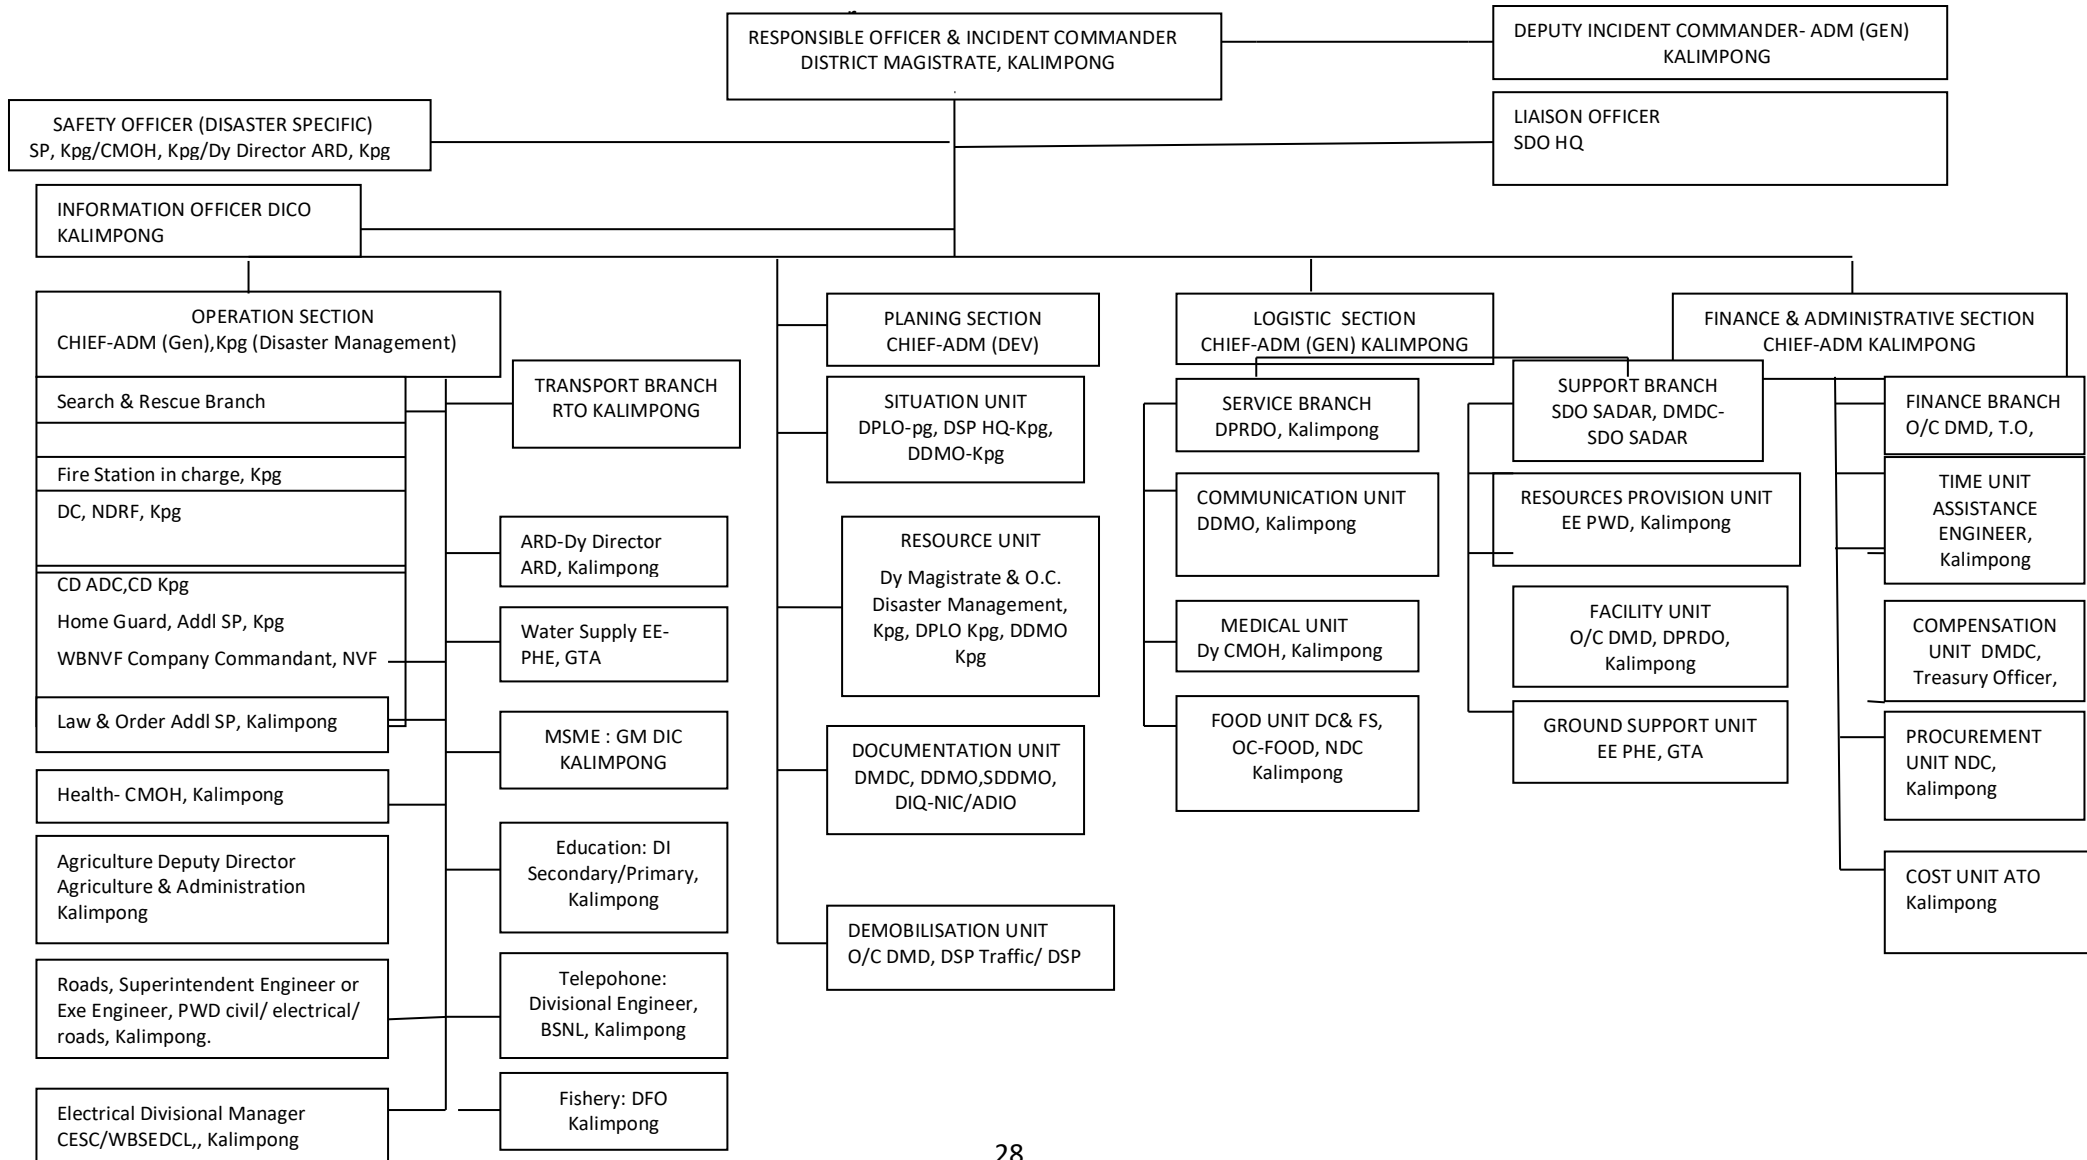 RESPONSIBLE OFFICER & INCIDENT COMMANDER
DISTRICT MAGISTRATE, KALIMPONG
DEPUTY INCIDENT COMMANDER- ADM (GEN)
KALIMPONG
SAFETY OFFICER (DISASTER SPECIFIC)
SP, Kpg/CMOH, Kpg/Dy Director ARD, Kpg
LIAISON OFFICER
SDO HQ
INFORMATION OFFICER DICO
KALIMPONG
OPERATION SECTION
CHIEF-ADM (Gen),Kpg (Disaster Management)
Search & Rescue Branch
Fire Station in charge, Kpg
DC, NDRF, Kpg
CD ADC,CD Kpg
Home Guard, Addl SP, Kpg
WBNVF Company Commandant, NVF
Law & Order Addl SP, Kalimpong
Health- CMOH, Kalimpong
Agriculture Deputy Director
Agriculture & Administration
Kalimpong
Roads, Superintendent Engineer or
Exe Engineer, PWD civil/ electrical/
roads, Kalimpong.
Electrical Divisional Manager
CESC/WBSEDCL,, Kalimpong
TRANSPORT BRANCH
RTO KALIMPONG
ARD-Dy Director
ARD, Kalimpong
Water Supply EE-
PHE, GTA
MSME : GM DIC
KALIMPONG
Education: DI
Secondary/Primary,
Kalimpong
Telepohone:
Divisional Engineer,
BSNL, Kalimpong
Fishery: DFO
Kalimpong
PLANING SECTION
CHIEF-ADM (DEV)
SITUATION UNIT
DPLO-pg, DSP HQ-Kpg,
DDMO-Kpg
RESOURCE UNIT
Dy Magistrate & O.C.
Disaster Management,
Kpg, DPLO Kpg, DDMO
Kpg
DOCUMENTATION UNIT
DMDC, DDMO,SDDMO,
DIQ-NIC/ADIO
DEMOBILISATION UNIT
O/C DMD, DSP Traffic/ DSP
LOGISTIC SECTION
CHIEF-ADM (GEN) KALIMPONG
SERVICE BRANCH
DPRDO, Kalimpong
COMMUNICATION UNIT
DDMO, Kalimpong
MEDICAL UNIT
Dy CMOH, Kalimpong
FOOD UNIT DC& FS,
OC-FOOD, NDC
Kalimpong
SUPPORT BRANCH
SDO SADAR, DMDC-
SDO SADAR
RESOURCES PROVISION UNIT
EE PWD, Kalimpong
FACILITY UNIT
O/C DMD, DPRDO,
Kalimpong
GROUND SUPPORT UNIT
EE PHE, GTA
FINANCE & ADMINISTRATIVE SECTION
CHIEF-ADM KALIMPONG
FINANCE BRANCH
O/C DMD, T.O,
TIME UNIT
ASSISTANCE
ENGINEER,
Kalimpong
COMPENSATION
UNIT DMDC,
Treasury Officer,
PROCUREMENT
UNIT NDC,
Kalimpong
COST UNIT ATO
Kalimpong
28